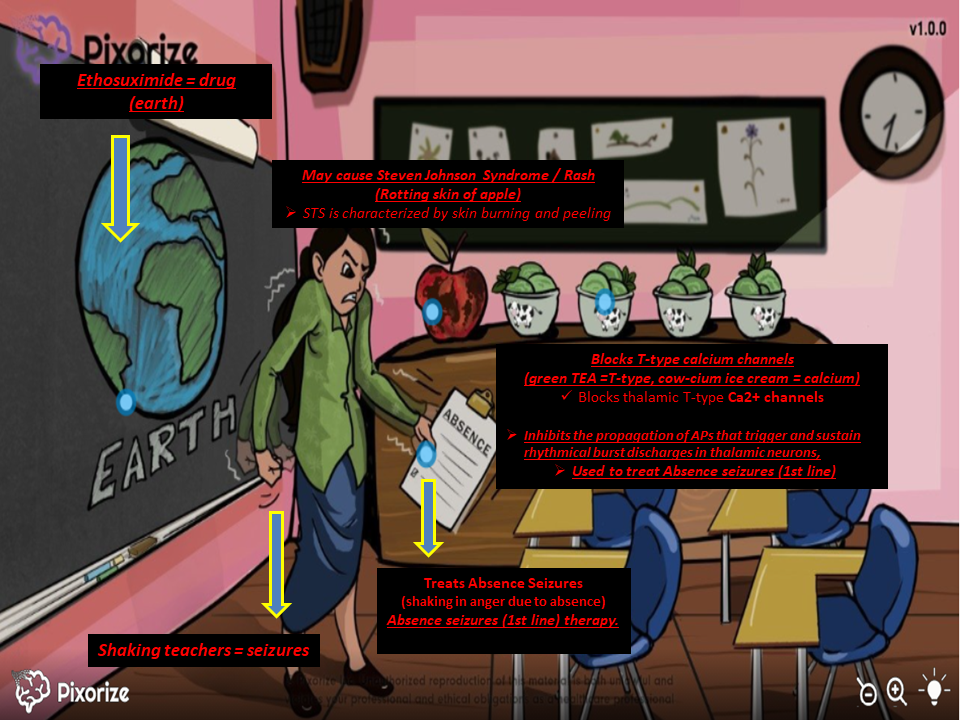 Pixorize
v1.0.0
Ethosuximide = drug
(earth)
May cause Steven Johnson Syndrome / Rash
(Rotting skin of apple)
➢ STS is characterized by skin burning and peeling
Blocks T-type calcium channels
(green TEA =T-type, cow-cium ice cream = calcium)
✓ Blocks thalamic T-type Ca2+ channels
➢ Inhibits the propagation of APs that trigger and sustain
rhythmical burst discharges in thalamic neurons,
➢ Used to treat Absence seizures (1st line)
ABSENCE
EARTH
Treats Absence Seizures
(shaking in anger due to absence)
Absence seizures (1st line) therapy.
Shaking teachers = seizures
Pixorize
reproduction of this material is both unlawful and
your professional and ethical obligations as a healthcare professional